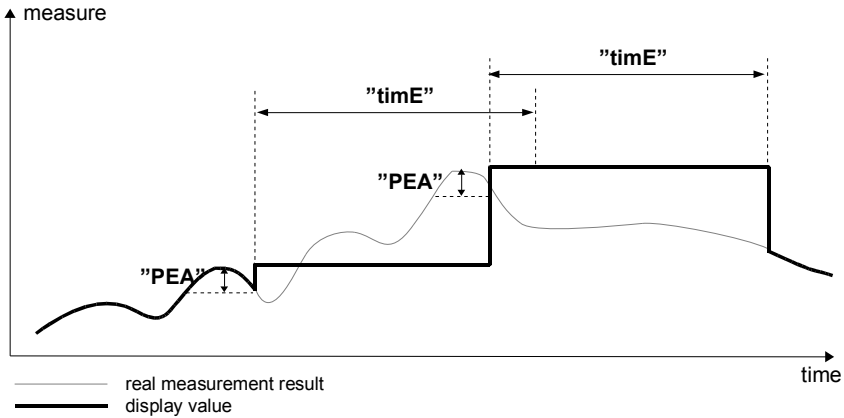 measure
”timE”
”timE”
”PEA”
”PEA”
time
real measurement result
display value